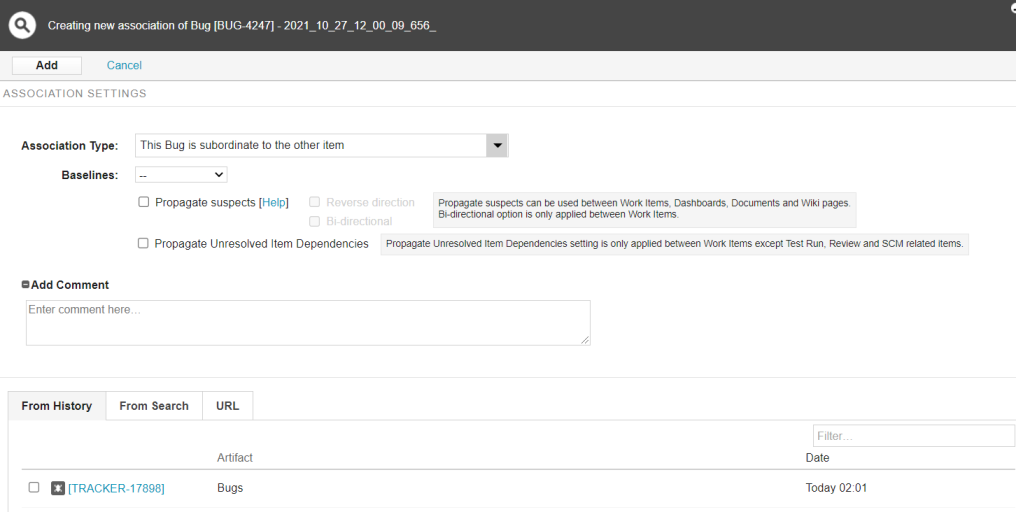 Creating new association of Bug [BUG-4247] - 2021_10_27_12_00_09_656_
Add Cancel
ASSOCIATION SETTINGS
Association Type: This Bug is subordinate to the other item
Baselines: --
Propagate suspects [Help] Reverse direction Propagate suspects can be used between Work Items, Dashboards, Documents and Wiki pages.
Bi-directional Bi-directional option is only applied between Work Items.
Propagate Unresolved Item Dependencies Propagate Unresolved Item Dependencies setting is only applied between Work Items except Test Run, Review and SCM related items.
Add Comment
Enter comment here...
From History From Search URL
Filter...
Artifact Date
[TRACKER-17898] Bugs Today 02:01